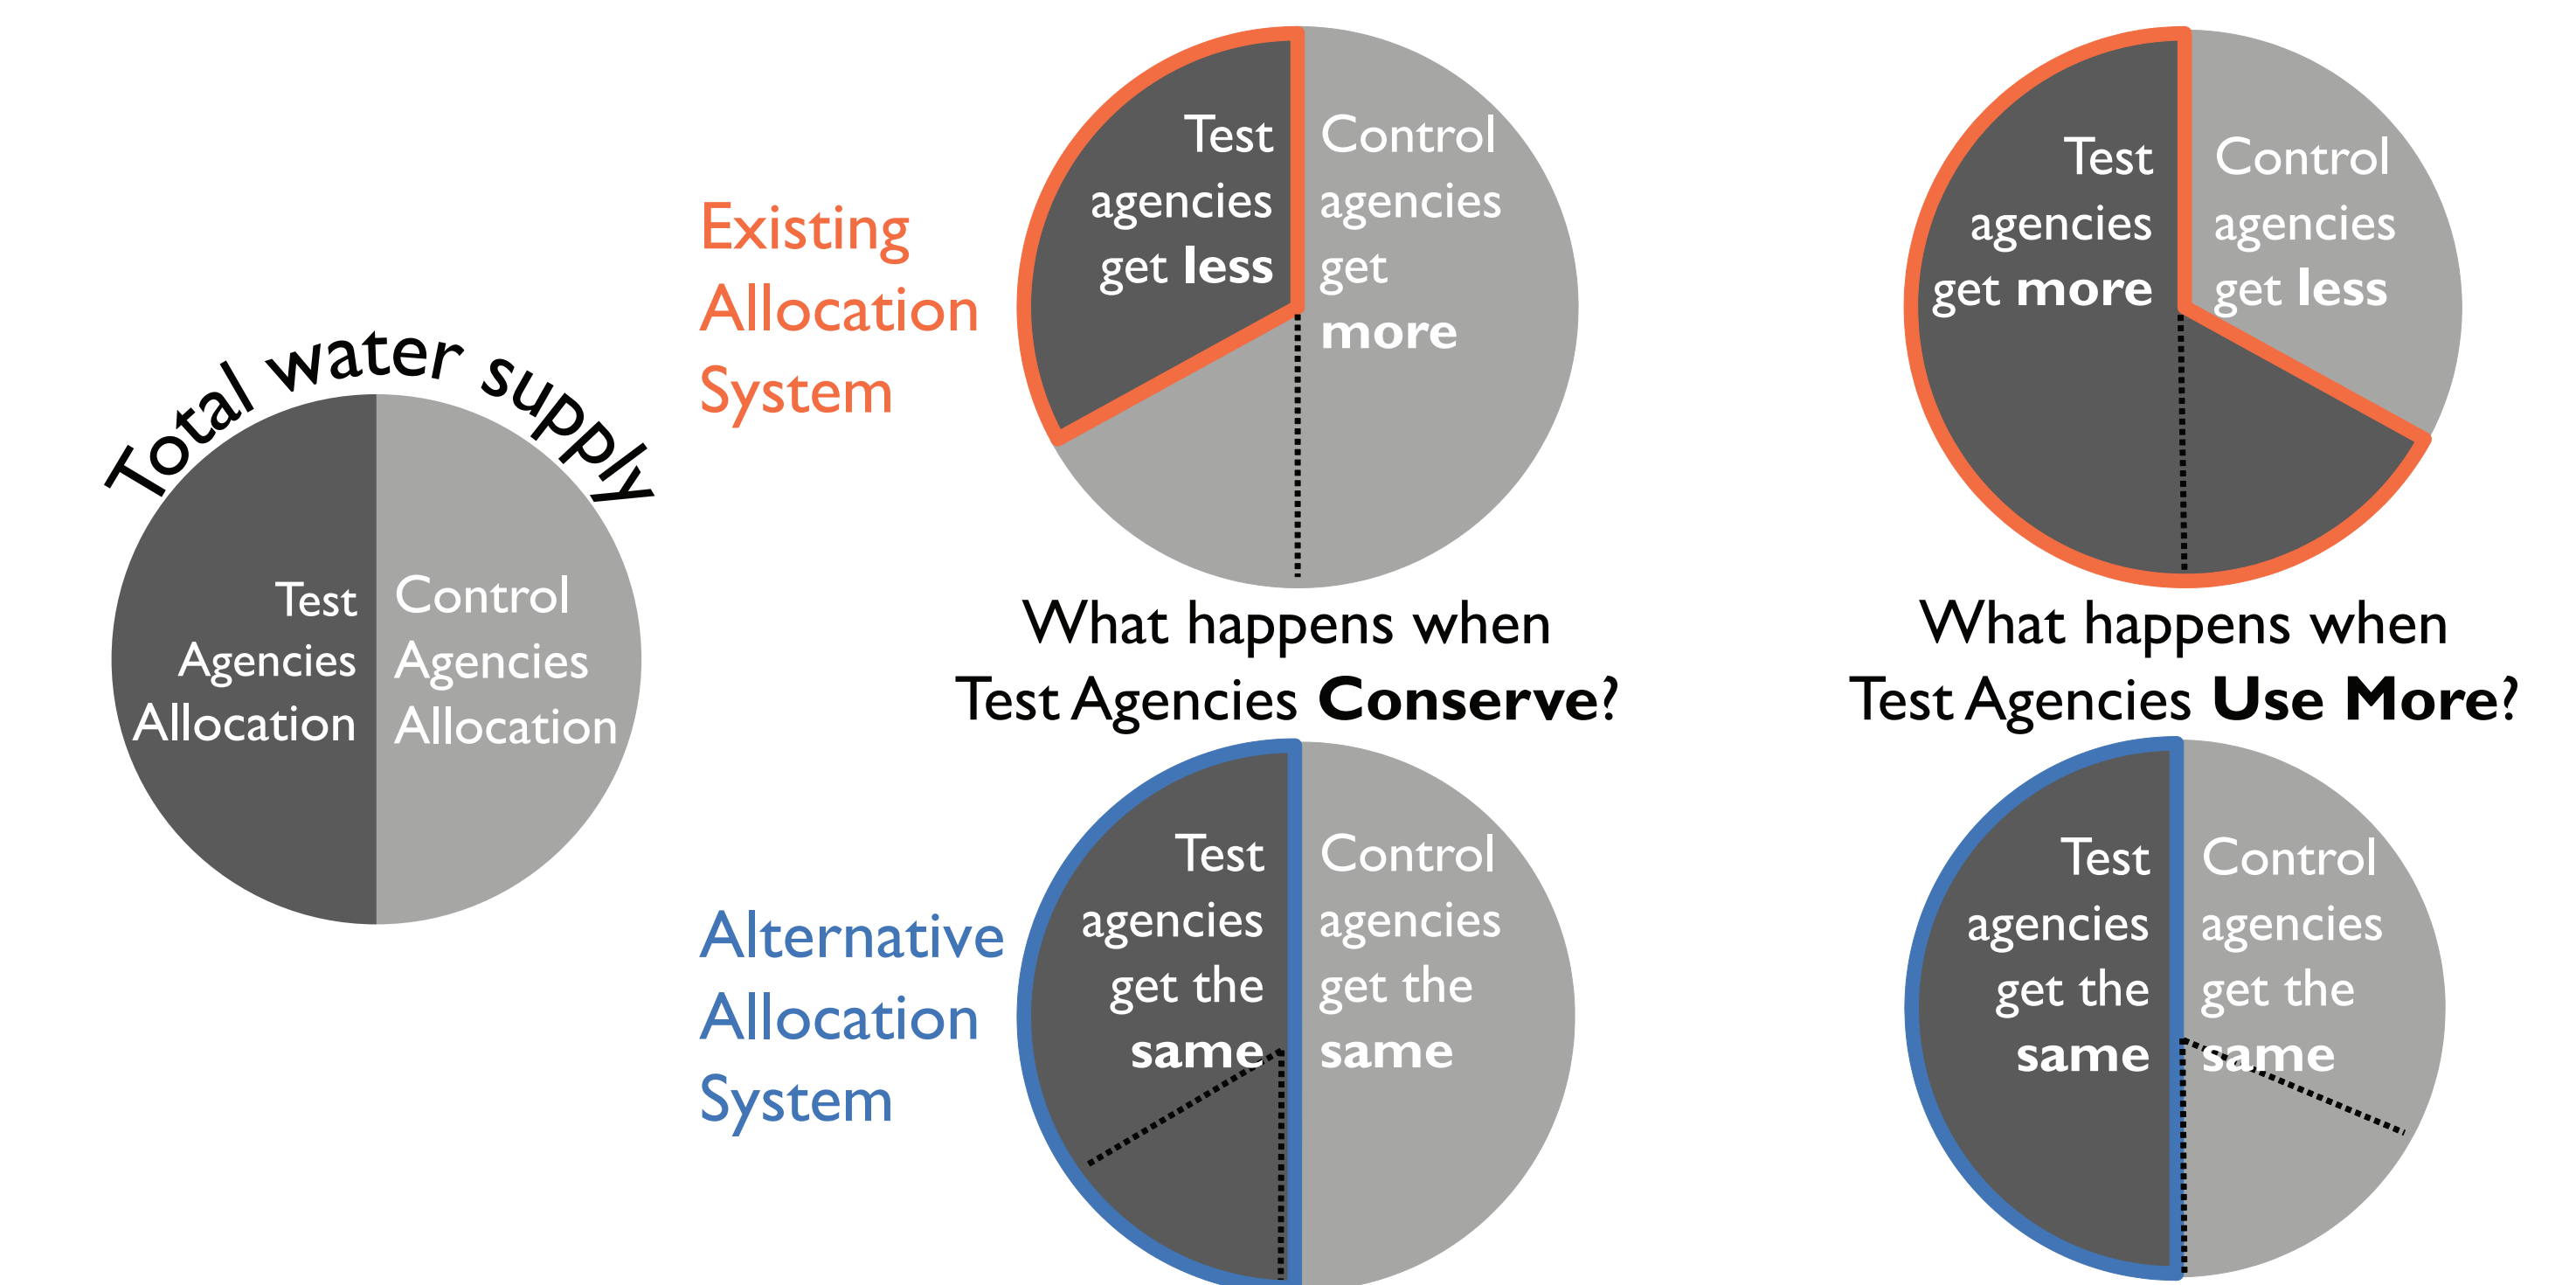 Total water supply
Test
Agencies
Allocation
Control
Agencies
Allocation
Existing
Allocation
System
Test
agencies
get less
Control
agencies
get
more
Test
agencies
get more
Control
agencies
get less
What happens when
Test Agencies Conserve?
What happens when
Test Agencies Use More?
Alternative
Allocation
System
Test
agencies
get the
same
Control
agencies
get the
same
Test
agencies
get the
same
Control
agencies
get the
same